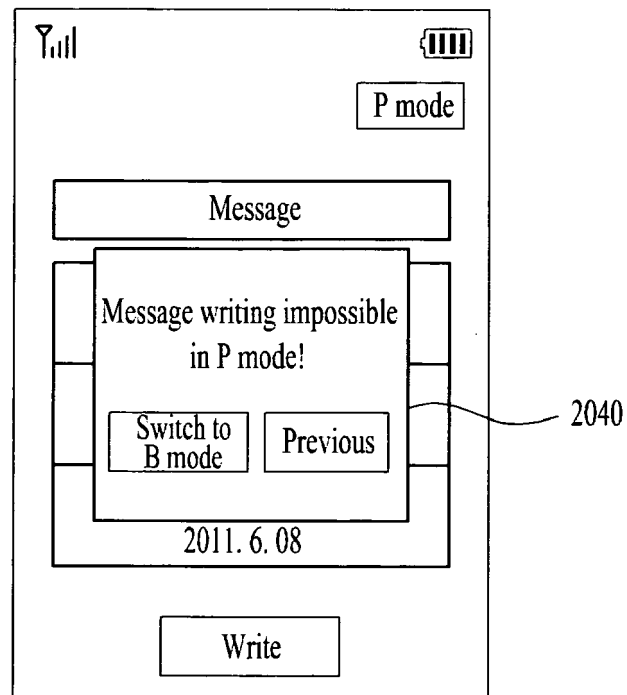 P mode
Message
Message writing impossible
in P mode!
Switch to
B mode
Previous
2040
2011. 6. 08
Write